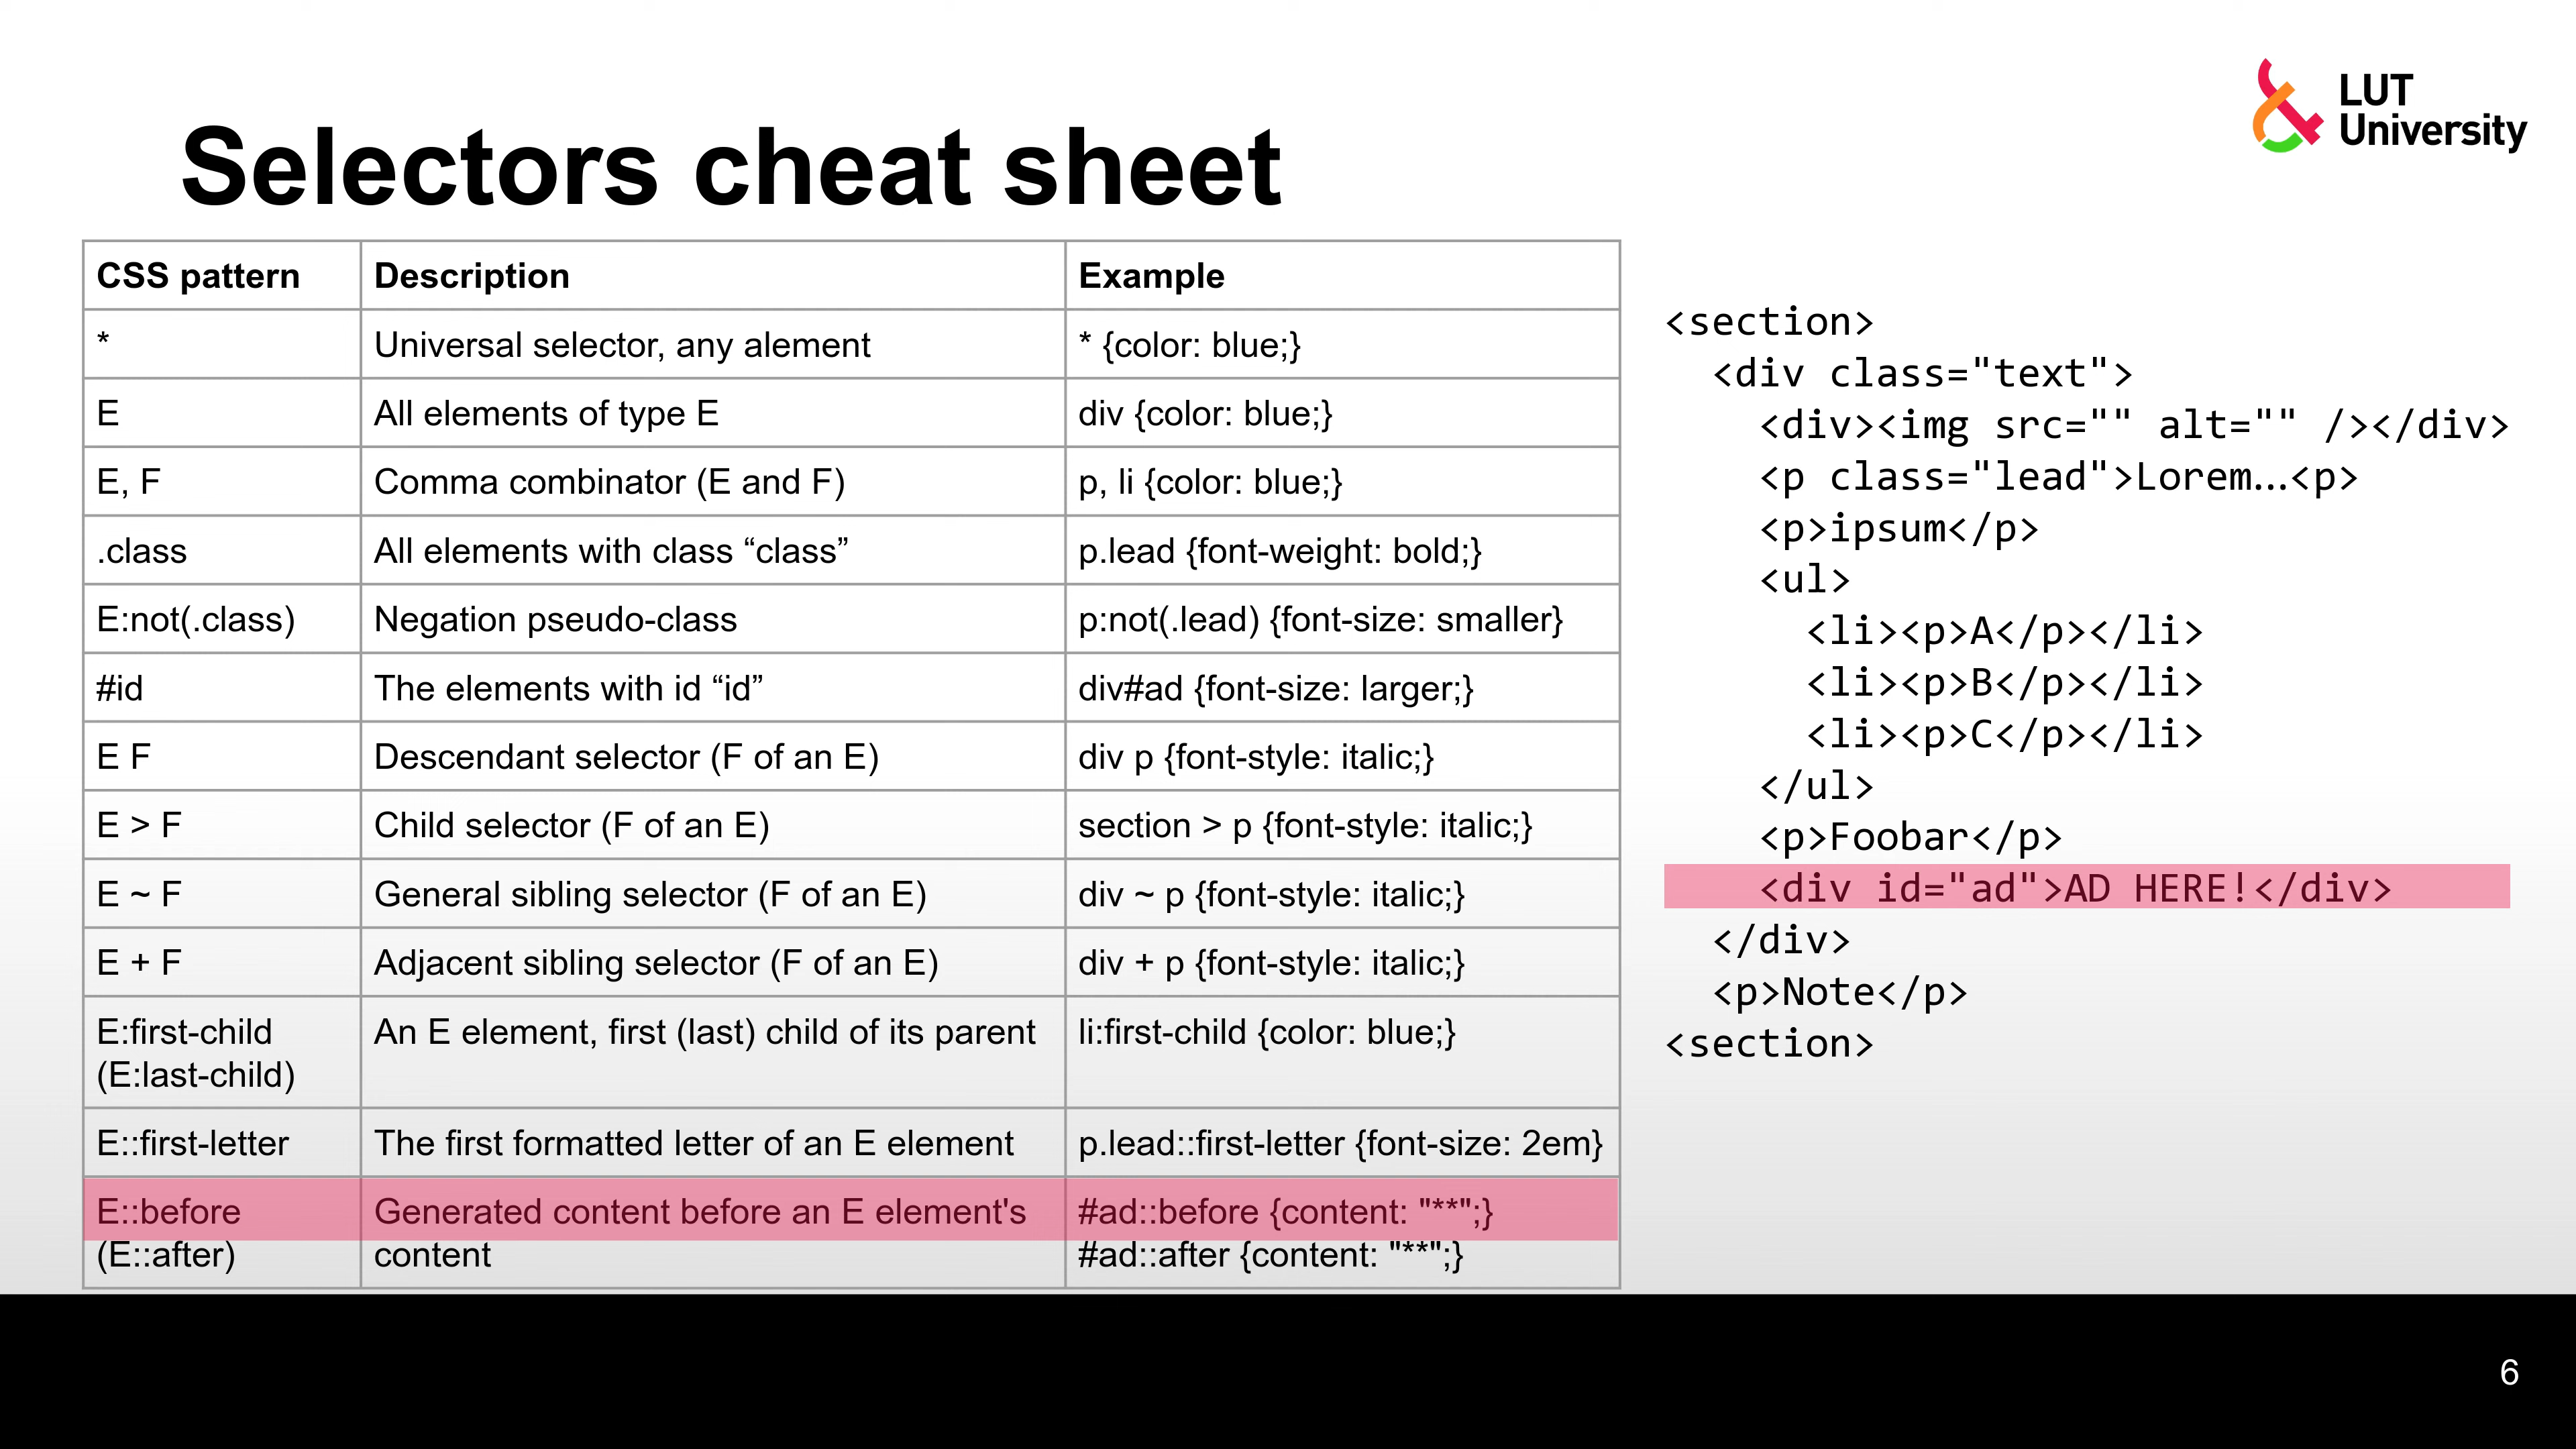 LUT
University
Selectors cheat sheet
CSS pattern Description Example
* Universal selector, any alement * {color: blue;}
E All elements of type E div {color: blue;}
E, F Comma combinator (E and F) p, li {color: blue;}
.class All elements with class “class” p.lead {font-weight: bold;}
E:not(.class) Negation pseudo-class p:not(.lead) {font-size: smaller}
#id The elements with id “id” div#ad {font-size: larger;}
E F Descendant selector (F of an E) div p {font-style: italic;}
E > F Child selector (F of an E) section > p {font-style: italic;}
E ~ F General sibling selector (F of an E) div ~ p {font-style: italic;}
E + F Adjacent sibling selector (F of an E) div + p {font-style: italic;}
E:first-child An E element, first (last) child of its parent li:first-child {color: blue;}
(E:last-child)
E::first-letter The first formatted letter of an E element p.lead::first-letter {font-size: 2em}
E::before Generated content before an E element's #ad::before {content: "**";}
(E::after) content #ad::after {content: "**";}
<section>
<div class="text">
<div><img src="" alt="" /></div>
<p class="lead">Lorem…<p>
<p>ipsum</p>
<ul>
<li><p>A</p></li>
<li><p>B</p></li>
<li><p>C</p></li>
</ul>
<p>Foobar</p>
<div id="ad">AD HERE!</div>
</div>
<p>Note</p>
<section>
6